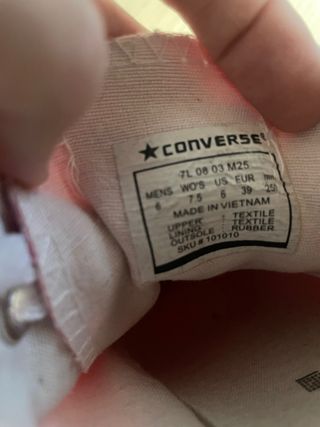 ★CONVERSE®
7L 08 03 M25
MENS WO'S US EUR mm
6 7.5 6 39 250
MADE IN VIETNAM
UPPER : TEXTILE
LINING : TEXTILE
OUTSOLE : RUBBER
SKU # 101010